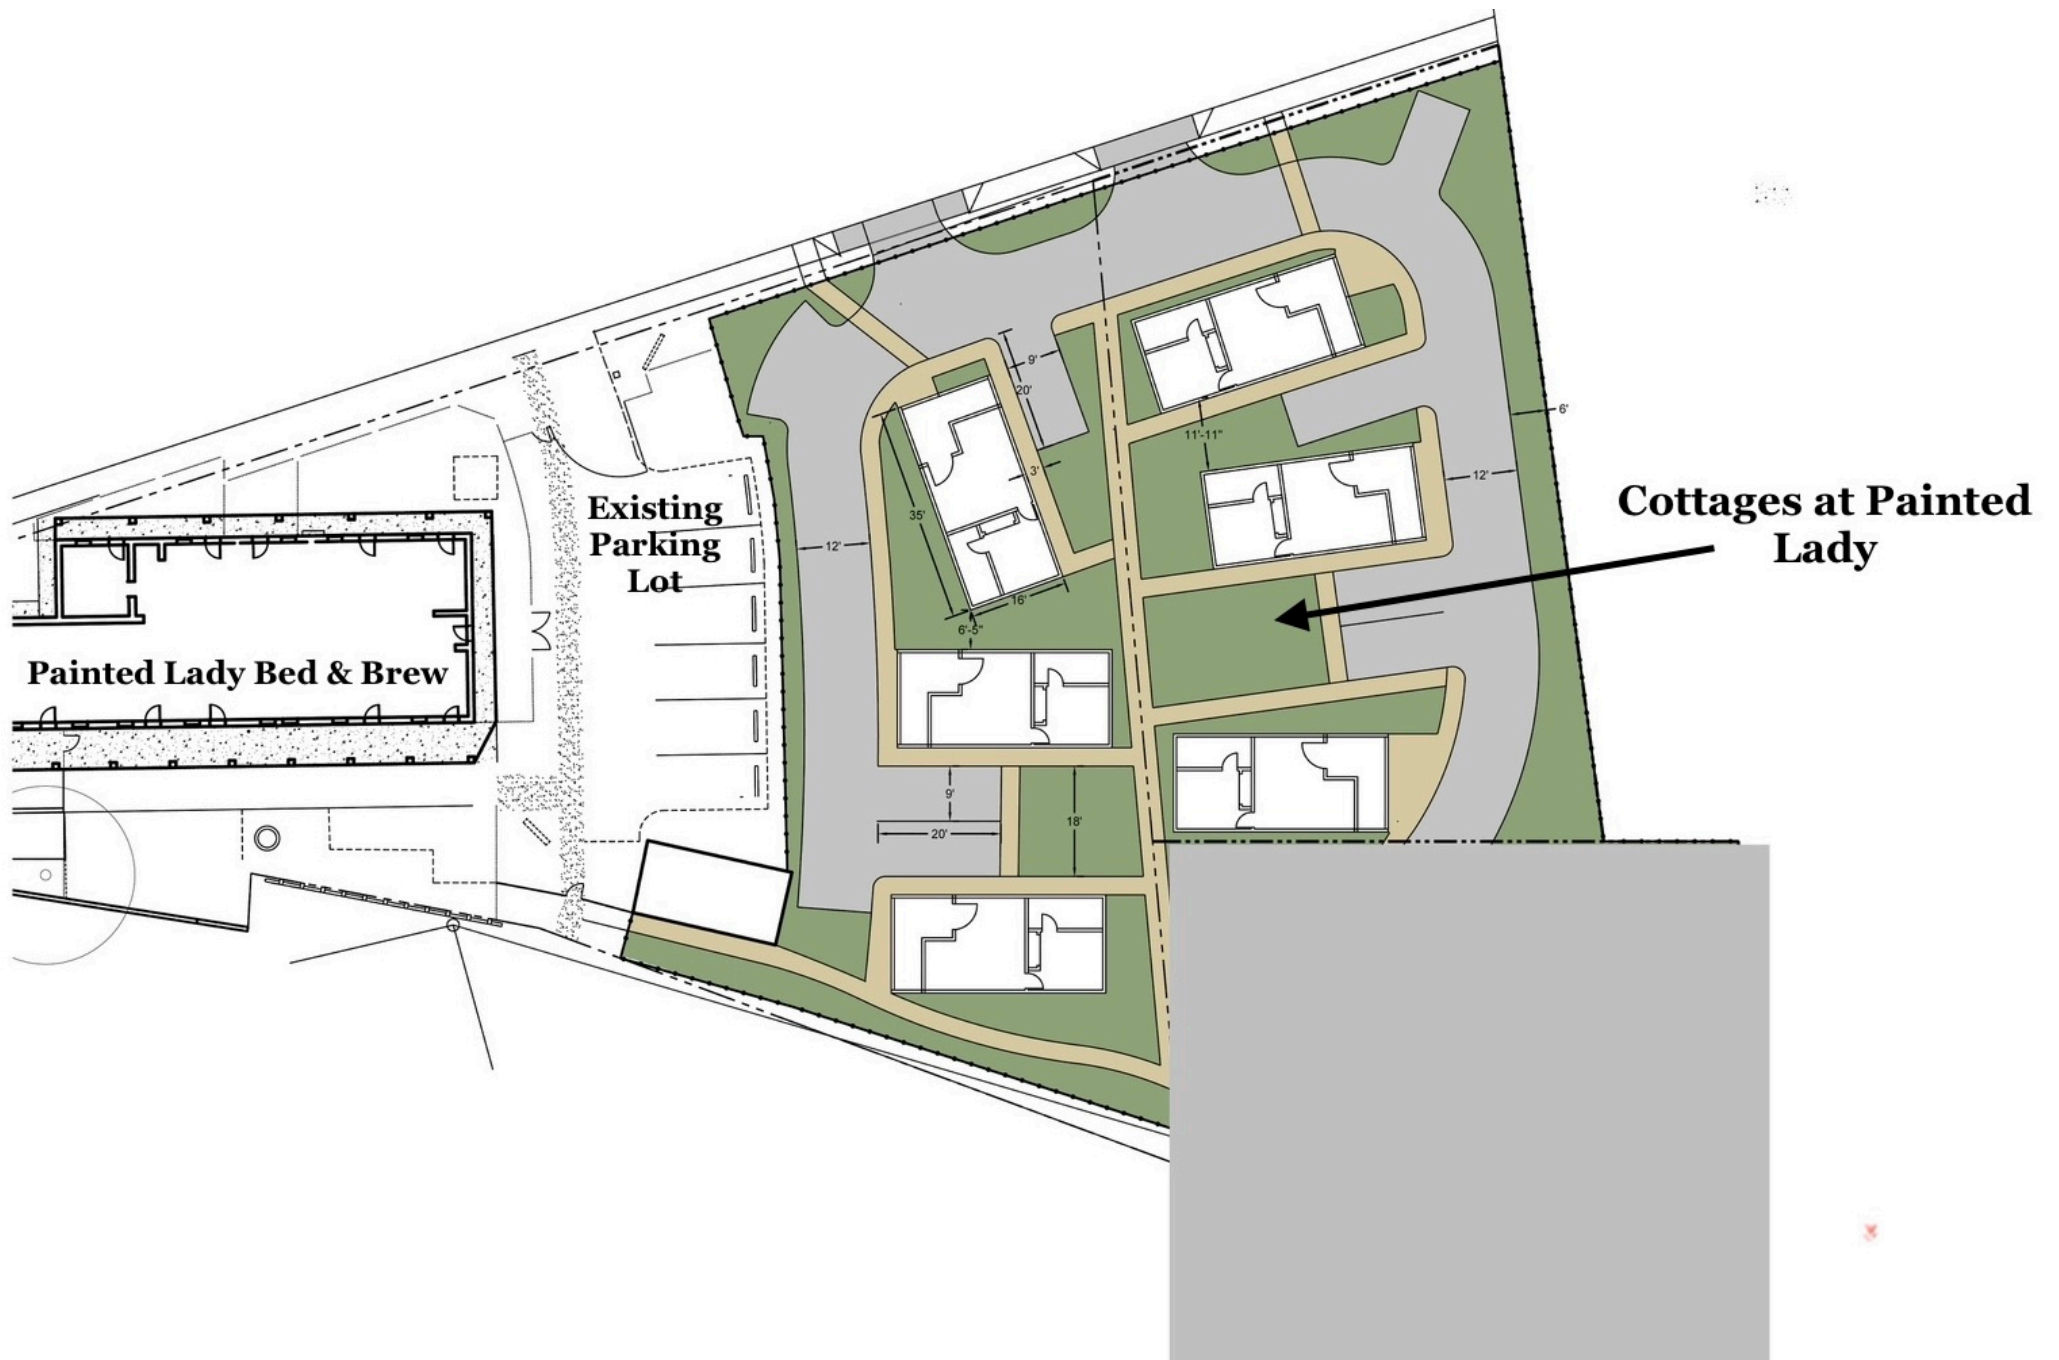 9'
20'
6'
11'-11"
3'
12'
Existing
Parking
Lot
Cottages at Painted
Lady
35'
12'
16'
6'-5"
Painted Lady Bed & Brew
9'
20'
18'